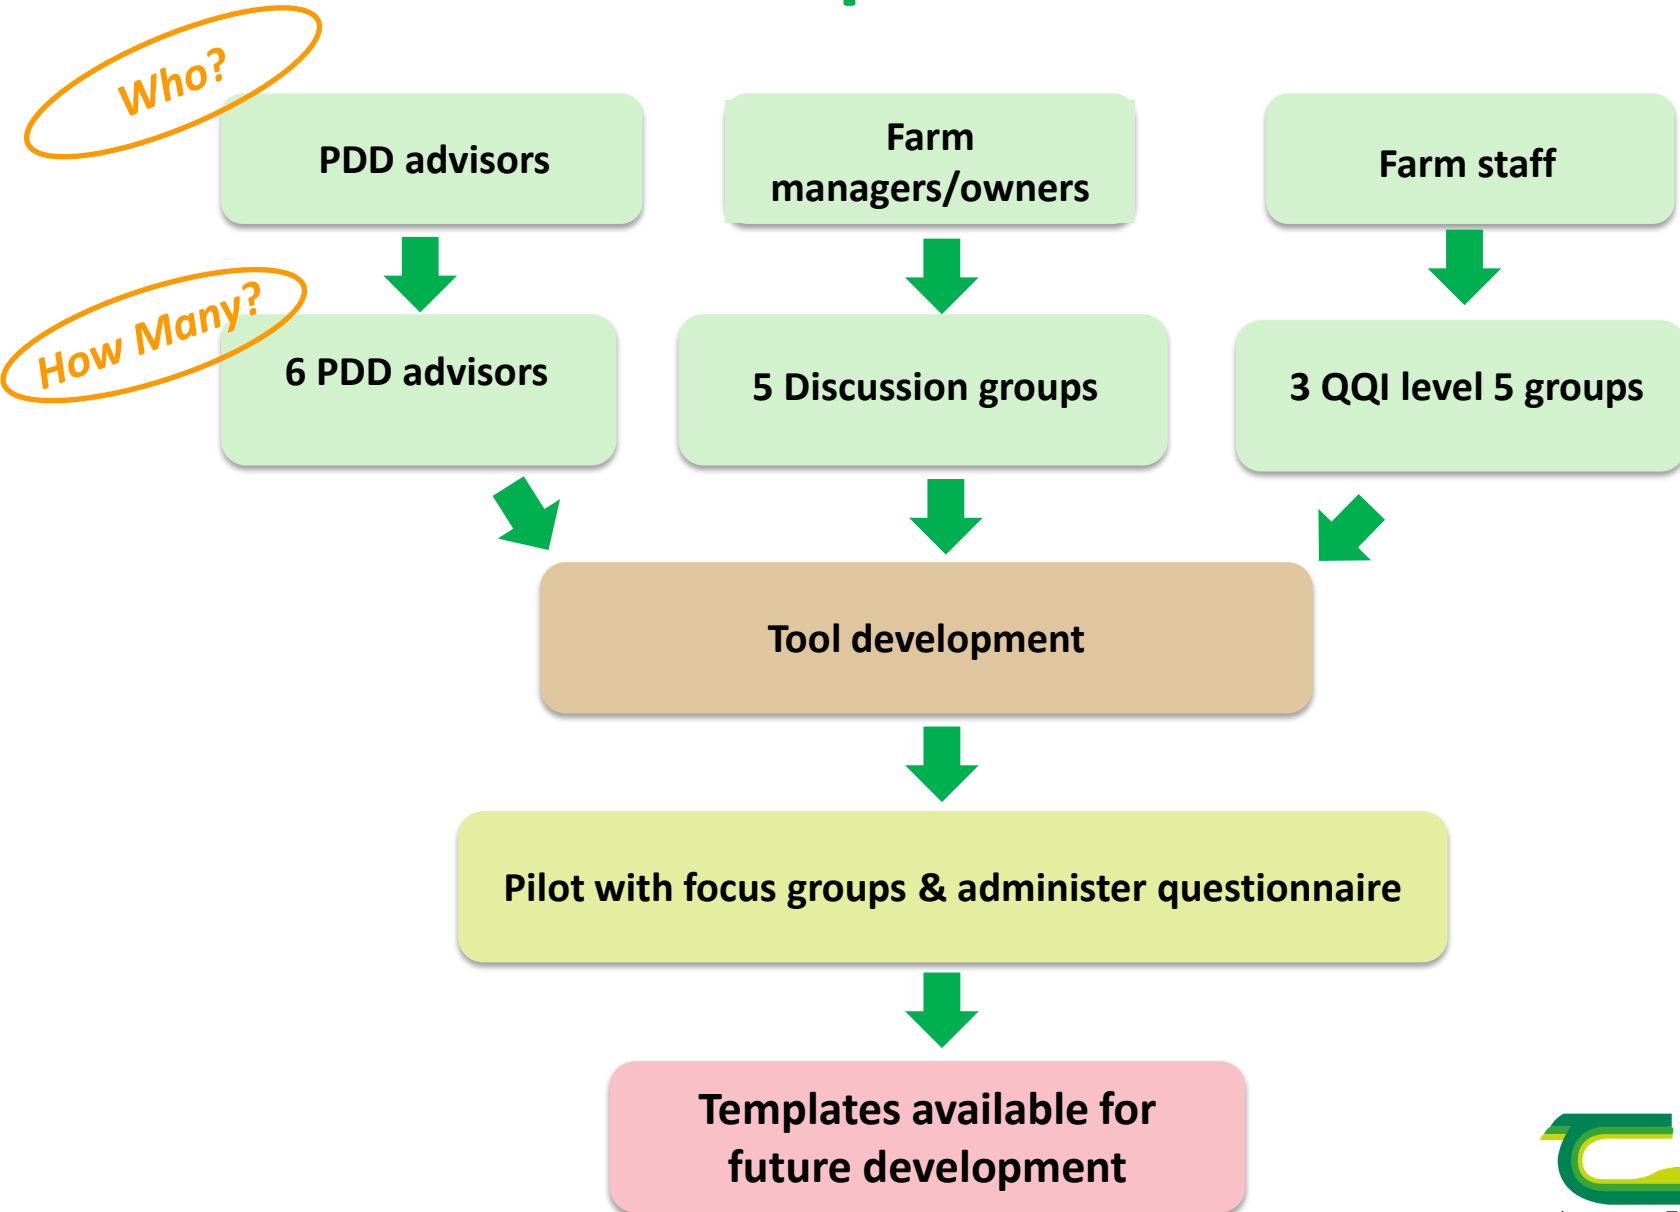 Who?
PDD advisors
Farm
managers/owners
Farm staff
How Many?
6 PDD advisors
5 Discussion groups
3 QQI level 5 groups
Tool development
Pilot with focus groups & administer questionnaire
Templates available for
future development